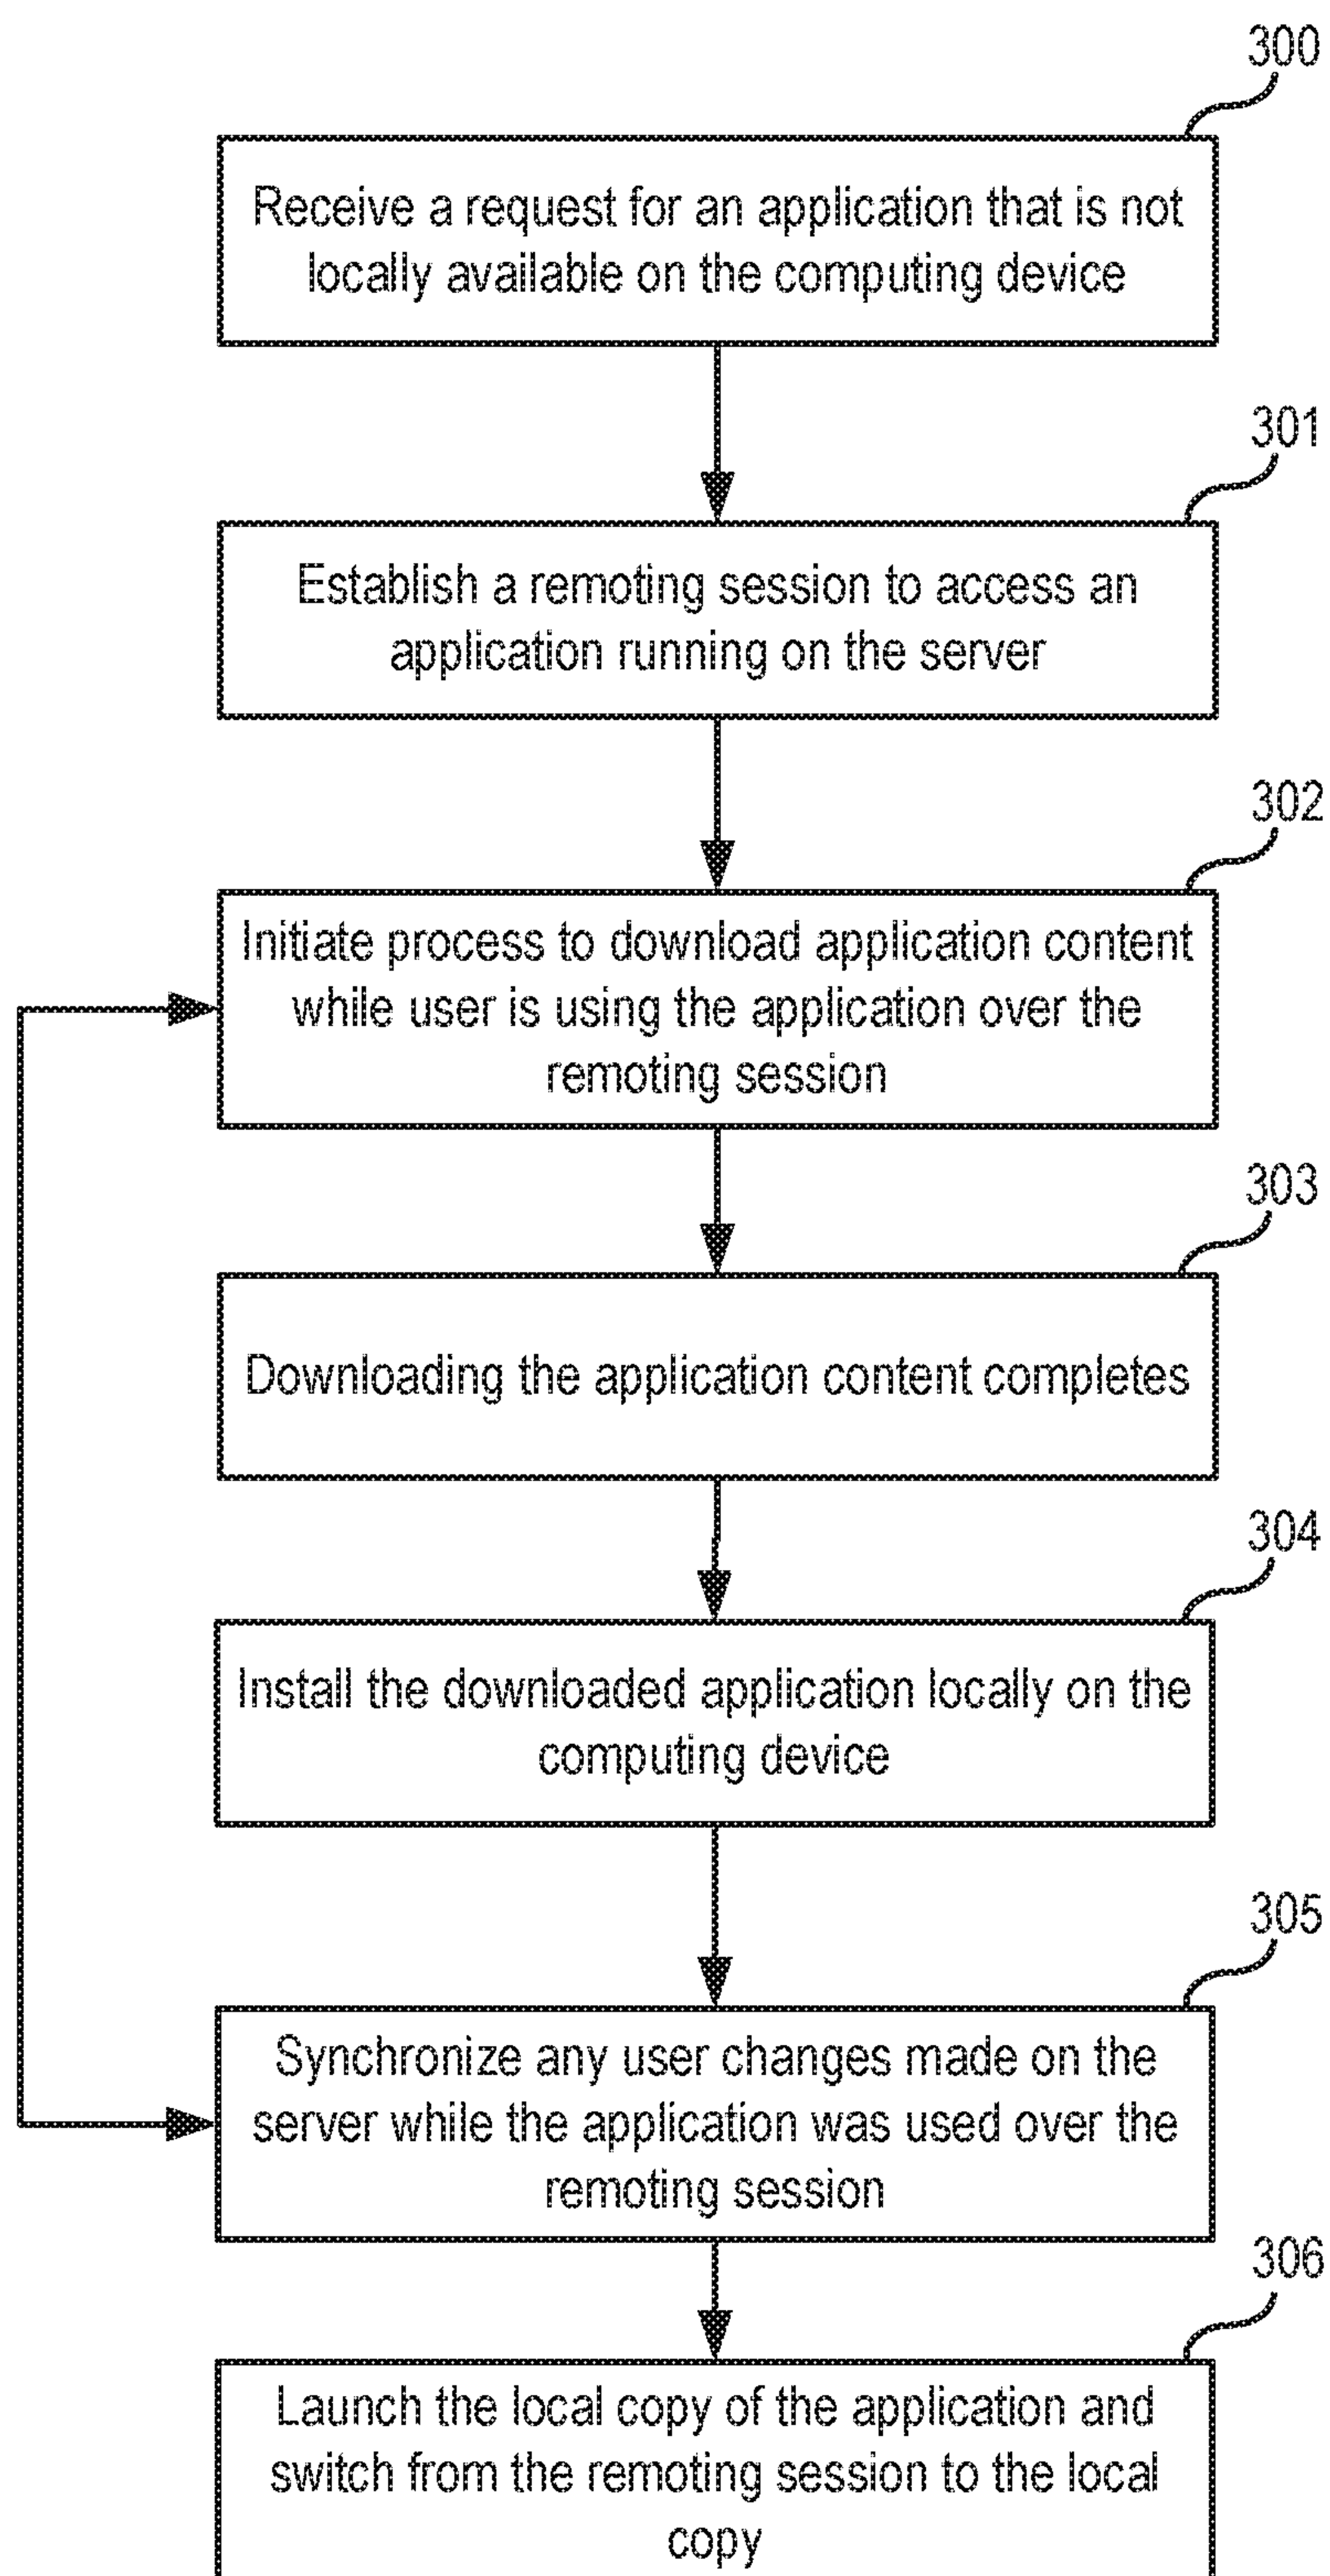 300
Receive a request for an application that is not
locally available on the computing device
301
Establish a remoting session to access an
application running on the server
302
Initiate process to download application content
while user is using the application over the
remoting session
303
Downloading the application content completes
304
Install the downloaded application locally on the
computing device
305
Synchronize any user changes made on the
server while the application was used over the
remoting session
306
Launch the local copy of the application and
switch from the remoting session to the local
copy